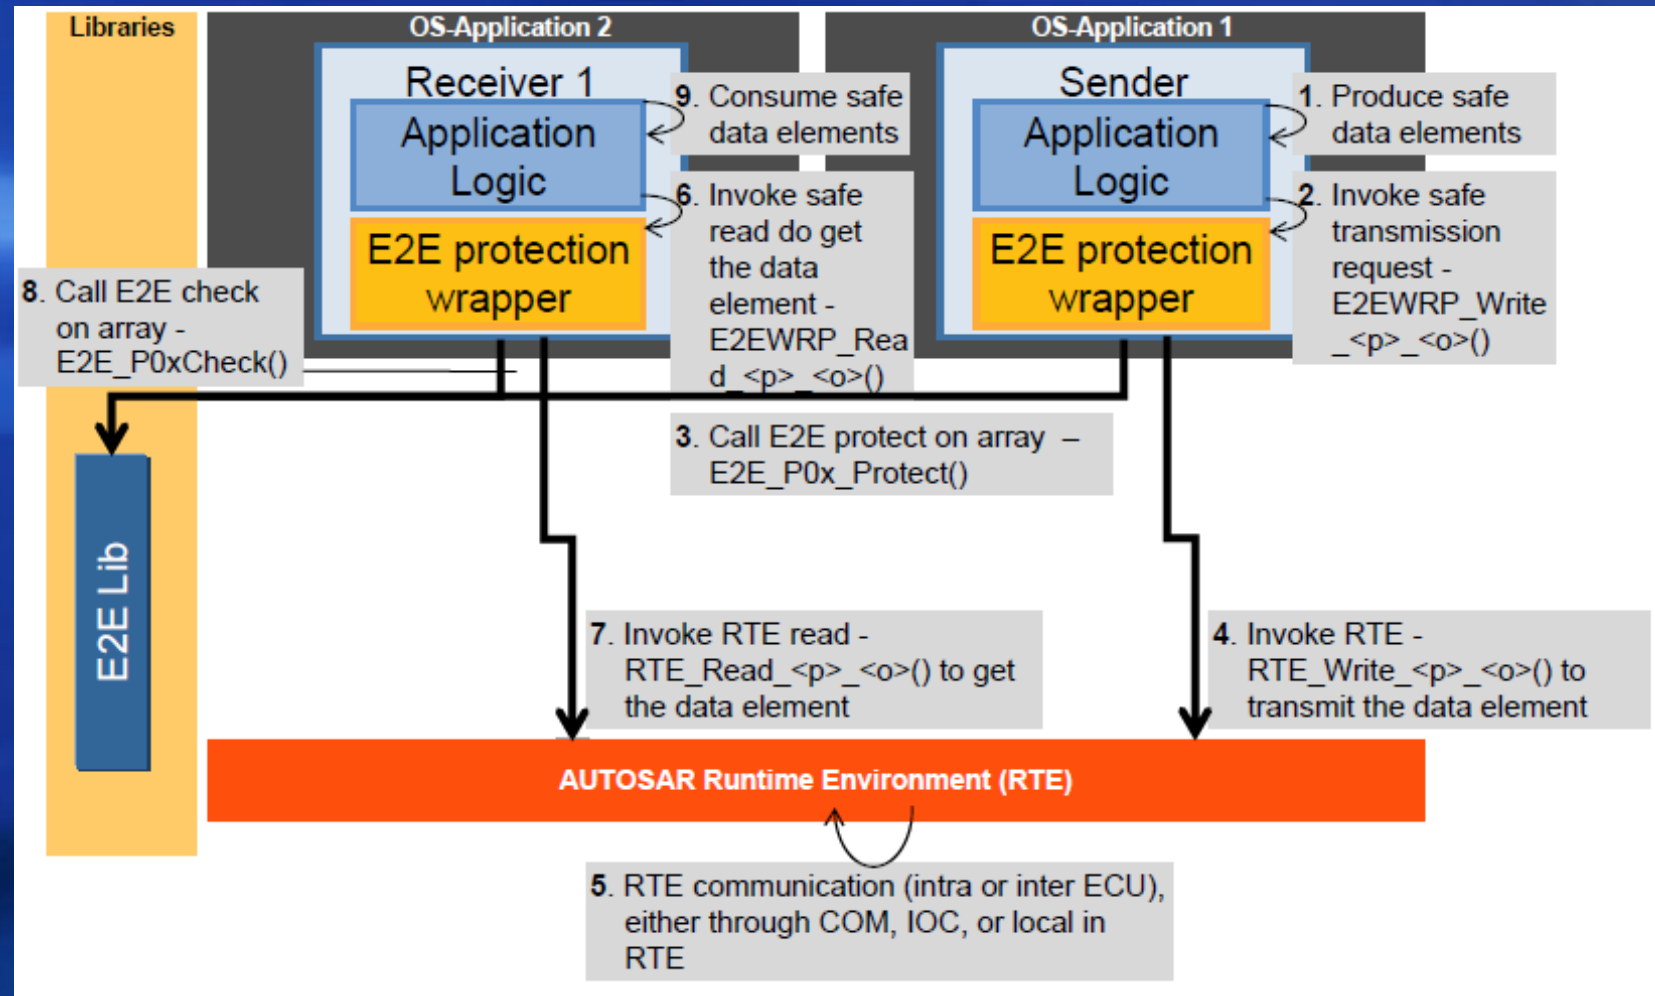 Libraries
OS-Application 2
OS-Application 1
Receiver 1
Application
Logic
E2E protection
wrapper
9. Consume safe
data elements
6. Invoke safe
read do get
the data
element -
E2EWRP_Rea
d_<p>_<o>()
Sender
Application
Logic
E2E protection
wrapper
1. Produce safe
data elements
2. Invoke safe
transmission
request -
E2EWRP_Write
_<p>_<o>()
8. Call E2E check
on array -
E2E_P0xCheck()
3. Call E2E protect on array –
E2E_P0x_Protect()
E2E Lib
7. Invoke RTE read -
RTE_Read_<p>_<o>() to get
the data element
4. Invoke RTE -
RTE_Write_<p>_<o>() to
transmit the data element
AUTOSAR Runtime Environment (RTE)
5. RTE communication (intra or inter ECU),
either through COM, IOC, or local in
RTE